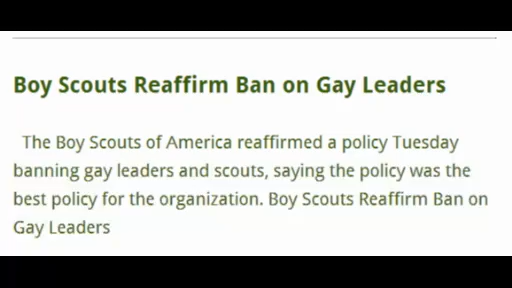 Boy Scouts Reaffirm Ban on Gay Leaders
The Boy Scouts of America reaffirmed a policy Tuesday
banning gay leaders and scouts, saying the policy was the
best policy for the organization. Boy Scouts Reaffirm Ban on
Gay Leaders